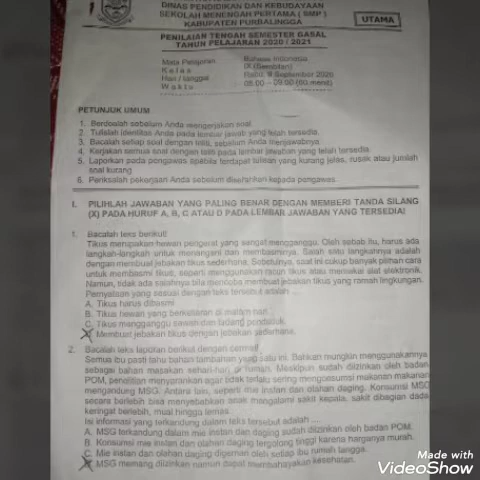 DINAS PENDIDIKAN DAN KEBUDAYAAN
SEKOLAH MENENGAH PERTAMA ( SMP )
KABUPATEN PURBALINGGA
UTAMA
PENILAIAN TENGAH SEMESTER GASAL
TAHUN PELAJARAN 2020 / 2021
Mata Pelajaran Bahasa Indonesia
Kelas IX (Sembilan)
Hari / tanggal Rabu, 9 September 2020
Waktu 08.00 – 09.00 (60 menit)
PETUNJUK UMUM
1. Berdoalah sebelum Anda mengerjakan soal
2. Tulislah identitas Anda pada lembar jawab yang telah tersedia.
3. Bacalah setiap soal dengan teliti, sebelum Anda menjawabnya
4. Kerjakan semua soal dengan teliti pada lembar jawaban yang telah tersedia.
5. Laporkan pada pengawas apabila terdapat tulisan yang kurang jelas, rusak atau jumlah
soal kurang
6. Periksalah pekerjaan Anda sebelum diserahkan kepada pengawas.
I. PILIHLAH JAWABAN YANG PALING BENAR DENGAN MEMBERI TANDA SILANG
(X) PADA HURUF A, B, C ATAU D PADA LEMBAR JAWABAN YANG TERSEDIA!
1. Bacalah teks berikut!
Tikus merupakan hewan pengerat yang sangat mengganggu. Oleh sebab itu, harus ada
langkah-langkah untuk menangani dan membasminya. Salah satu langkahnya adalah
dengan membuat jebakan tikus sederhana. Sebetulnya, saat ini cukup banyak pilihan cara
untuk membasmi tikus, seperti menggunakan racun tikus atau memakai alat elektronik.
Namun, tidak ada salahnya bila mencoba membuat jebakan tikus yang ramah lingkungan.
Pernyataan yang sesuai dengan teks tersebut adalah ....
A. Tikus harus dibasmi
B. Tikus hewan yang berkeliaran di malam hari
C. Tikus mengganggu sawah dan ladang penduduk
D. Membuat jebakan tikus dengan jebakan sederhana.
2. Bacalah teks laporan berikut dengan cermat!
Semua ibu pasti tahu bahan tambahan yang satu ini. Bahkan mungkin menggunakannya
sebagai bahan masakan sehari-hari di rumah. Meskipun sudah diizinkan oleh badan
POM, penelitian menyarankan agar tidak terlalu sering mengonsumsi makanan makanan
mengandung MSG. Antara lain, seperti mie instan dan olahan daging. Konsumsi MSG
secara berlebih bisa menyebabkan anak mengalami sakit kepala, sakit dibagian dada
keringat berlebih, mual hingga lemas.
Isi informasi yang terkandung dalam teks tersebut adalah ....
A. MSG terkandung dalam mie instan dan daging sudah diizinkan oleh badan POM.
B. Konsumsi mie instan dan olahan daging tergolong tinggi karena harganya murah.
C. Mie instan dan olahan daging digemari oleh setiap ibu rumah tangga.
D. MSG memang diizinkan namun dapat membahayakan kesehatan.
Made with
VideoShow